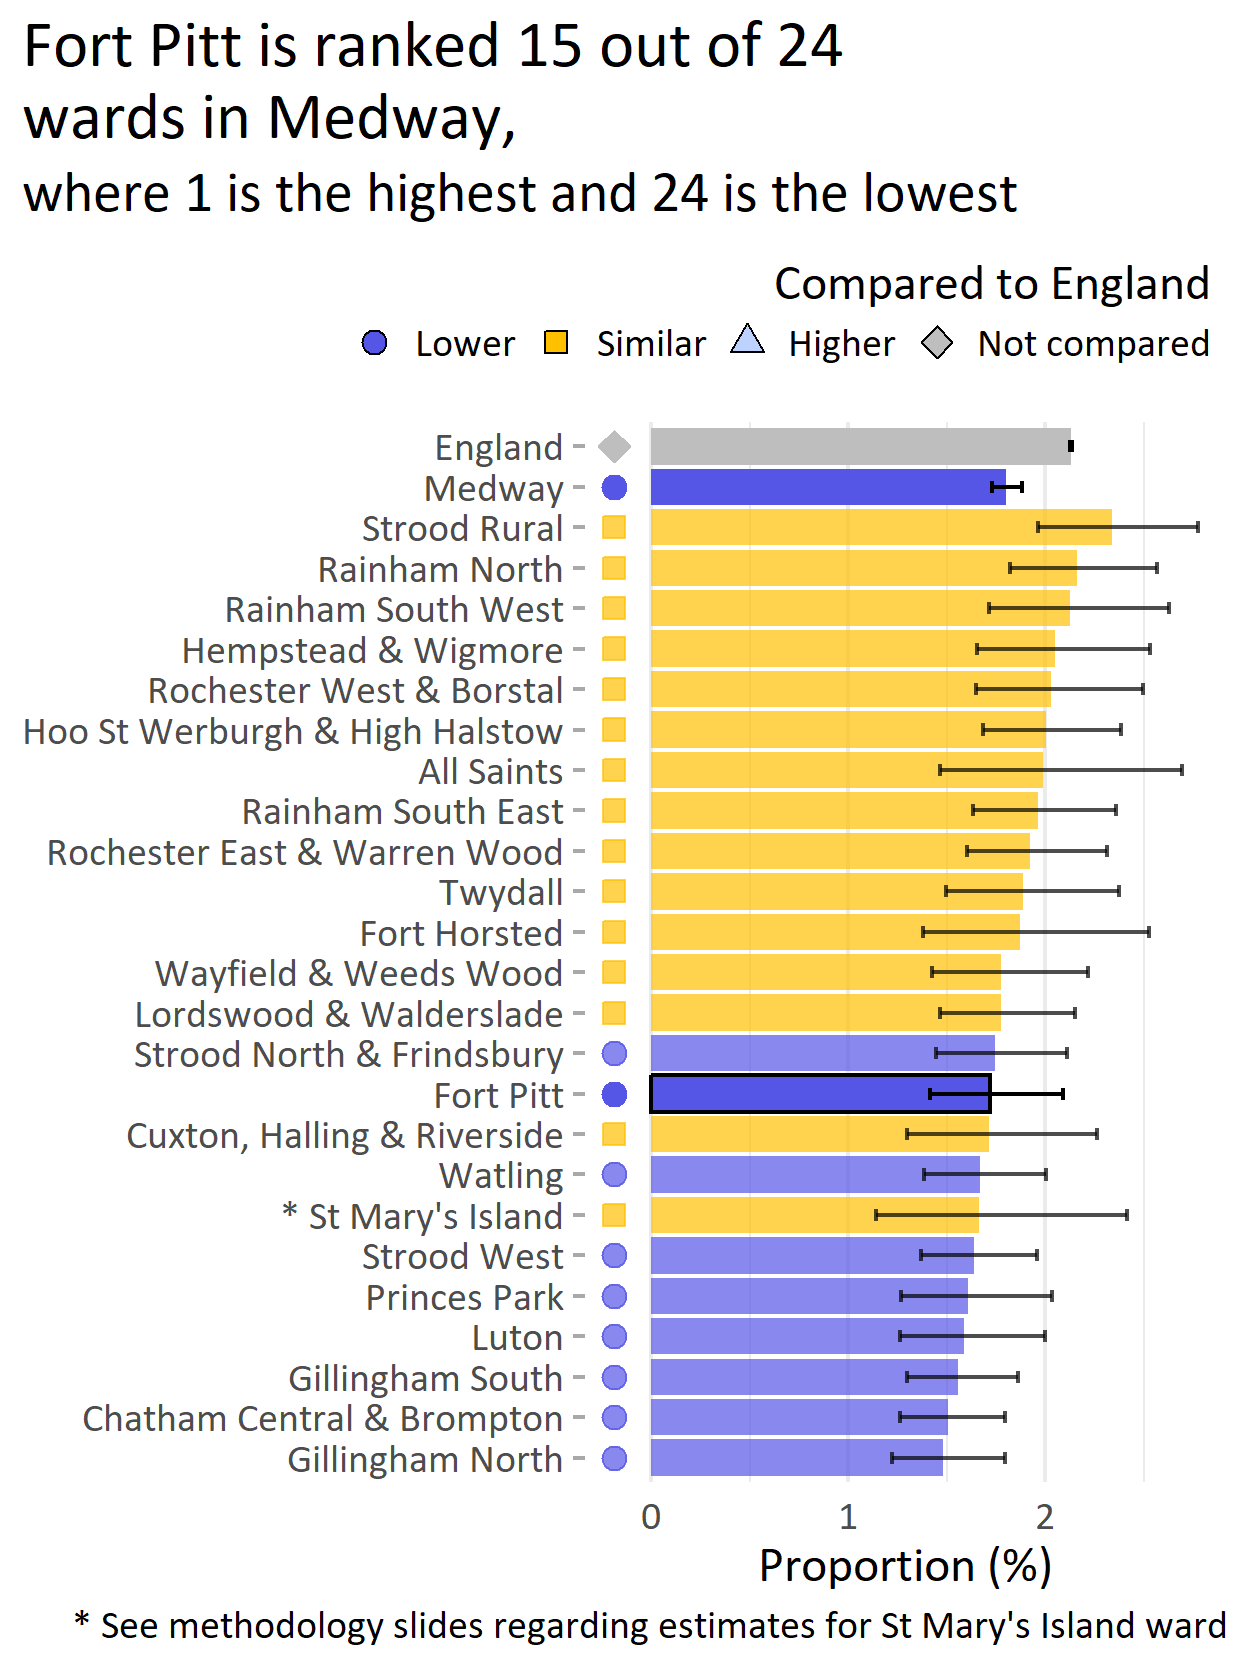 Fort Pitt is ranked 15 out of 24
wards in Medway,
where 1 is the highest and 24 is the lowest
Compared to England
Lower Similar Higher Not compared
England
Medway
Strood Rural
Rainham North
Rainham South West
Hempstead & Wigmore
Rochester West & Borstal
Hoo St Werburgh & High Halstow
All Saints
Rainham South East
Rochester East & Warren Wood
Twydall
Fort Horsted
Wayfield & Weeds Wood
Lordswood & Walderslade
Strood North & Frindsbury
Fort Pitt
Cuxton, Halling & Riverside
Watling
* St Mary's Island
Strood West
Princes Park
Luton
Gillingham South
Chatham Central & Brompton
Gillingham North
0 1 2
Proportion (%)
* See methodology slides regarding estimates for St Mary's Island ward